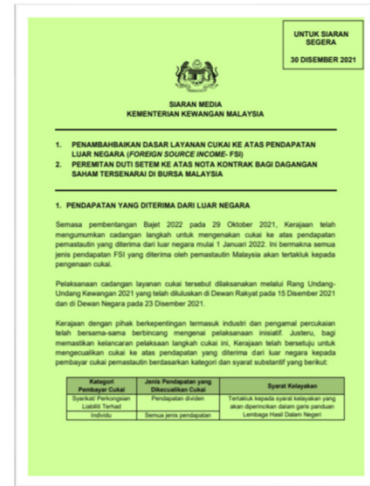 UNTUK SIARAN
SEGERA
30 DISEMBER 2021
SIARAN MEDIA
KEMENTERIAN KEWANGAN MALAYSIA
1. PENAMBAHBAIKAN DASAR LAYANAN CUKAI KE ATAS PENDAPATAN
LUAR NEGARA (FOREIGN SOURCE INCOME- FSI)
2. PEREMITAN DUTI SETEM KE ATAS NOTA KONTRAK BAGI DAGANGAN
SAHAM TERSENARAI DI BURSA MALAYSIA
1. PENDAPATAN YANG DITERIMA DARI LUAR NEGARA
Semasa pembentangan Bajet 2022 pada 29 Oktober 2021, Kerajaan telah
mengumumkan cadangan langkah untuk mengenakan cukai ke atas pendapatan
pemastautin yang diterima dari luar negara mulai 1 Januari 2022. Ini bermakna semua
jenis pendapatan FSI yang diterima oleh pemastautin Malaysia akan tertakluk kepada
pengenaan cukai.
Pelaksanaan cadangan layanan cukai tersebut dilaksanakan melalui Rang Undang-
Undang Kewangan 2021 yang telah diluluskan di Dewan Rakyat pada 15 Disember 2021
dan di Dewan Negara pada 23 Disember 2021.
Kerajaan dengan pihak berkepentingan termasuk industri dan pengamal percukaian
telah bersama-sama berbincang mengenai pelaksanaan inisiatif. Justeru, bagi
memastikan kelancaran pelaksaan langkah cukai ini, Kerajaan telah bersetuju untuk
mengecualikan cukai ke atas pendapatan yang diterima dari luar negara kepada
pembayar cukai pemastautin berdasarkan kategori dan syarat substantif yang berikut:
Kategori Pembayar Cukai Jenis Pendapatan yang Dikecualikan Cukai Syarat Kelayakan
Syarikat/ Perkongsian Liabiliti Terhad Pendapatan dividen Tertakluk kepada syarat kelayakan yang akan diperincikan dalam garis panduan Lembaga Hasil Dalam Negeri
Individu Semua jenis pendapatan